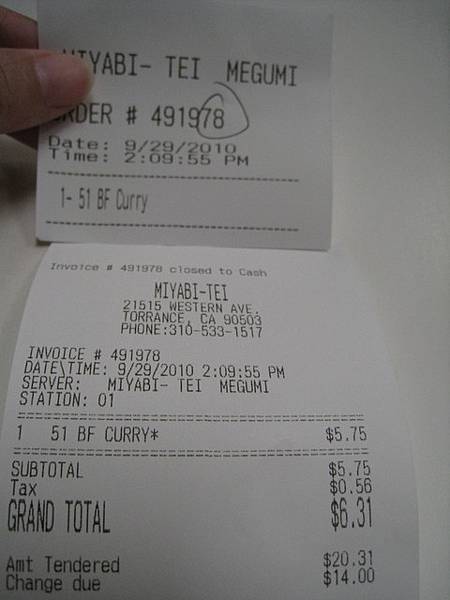 MIYABI- TEI MEGUMI
ORDER # 491978
Date: 9/29/2010
Time: 2:09:55 PM
1- 51 BF Curry
Invoice # 491978 closed to Cash
MIYABI-TEI
21515 WESTERN AVE.
TORRANCE, CA 90503
PHONE:310-533-1517
INVOICE # 491978
DATE\TIME: 9/29/2010 2:09:55 PM
SERVER: MIYABI- TEI MEGUMI
STATION: 01
1 51 BF CURRY* $5.75
SUBTOTAL $5.75
Tax $0.56
GRAND TOTAL $6.31
Amt Tendered $20.31
Change due $14.00